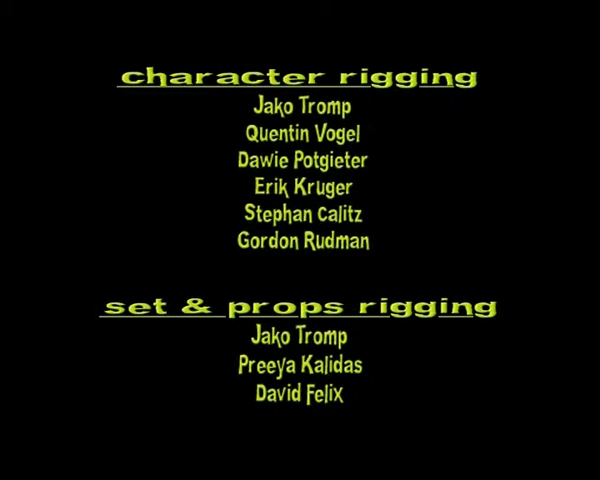 character rigging
Jako Tromp
Quentin Vogel
Dawie Potgieter
Erik Kruger
Stephan Calitz
Gordon Rudman
set & props rigging
Jako Tromp
Preeya Kalidas
David Felix